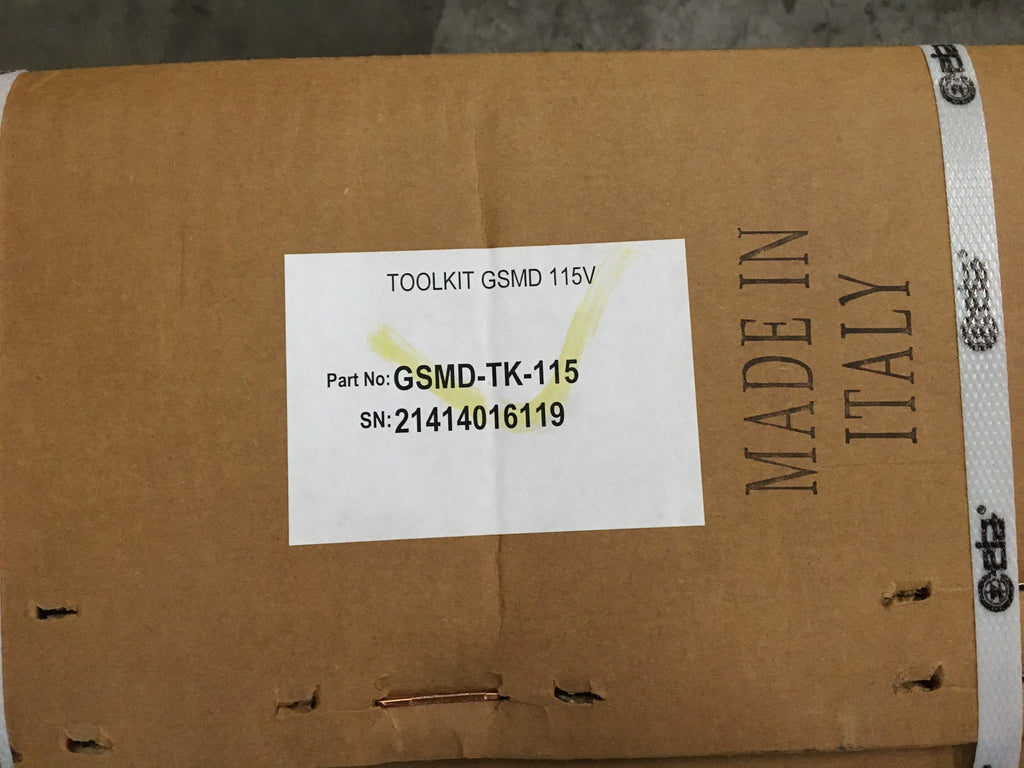 TOOLKIT GSMD 115V
Part No: GSMD-TK-115
SN: 21414016119
MADE IN
ITALY